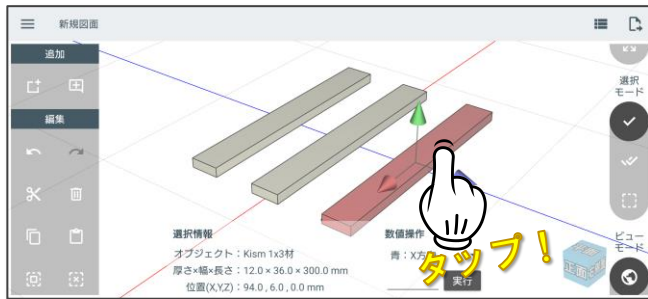 新規図面
追加
選択
モード
編集
選択情報
数値操作
オブジェクト：Kism 1x3材
青：X方
厚さ×幅×長さ：12.0 × 36.0 × 300.0 mm
位置(X,Y,Z)：94.0 , 6.0 , 0.0 mm
実行
タップ！
ビュー
モード
正面